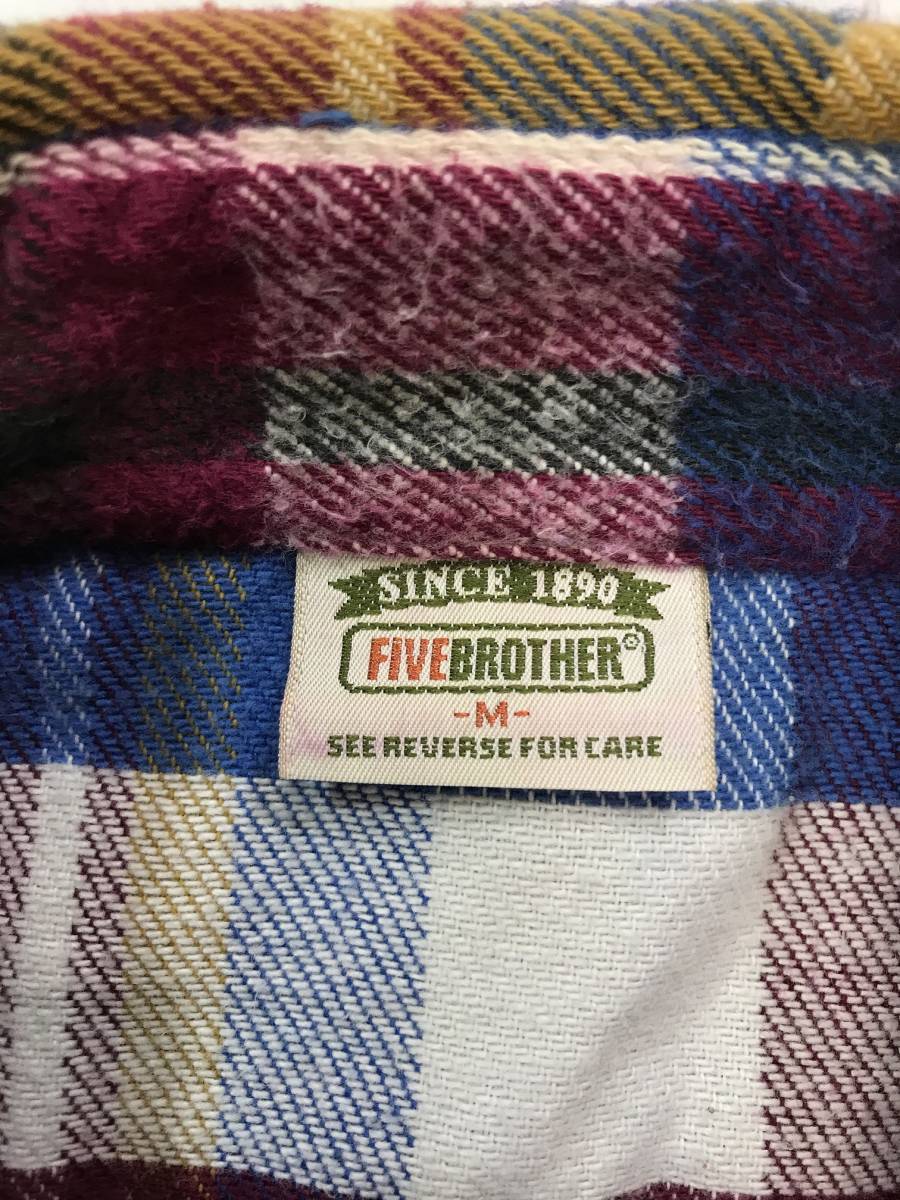 SINCE 1890
FIVEBROTHER®
-M-
SEE REVERSE FOR CARE